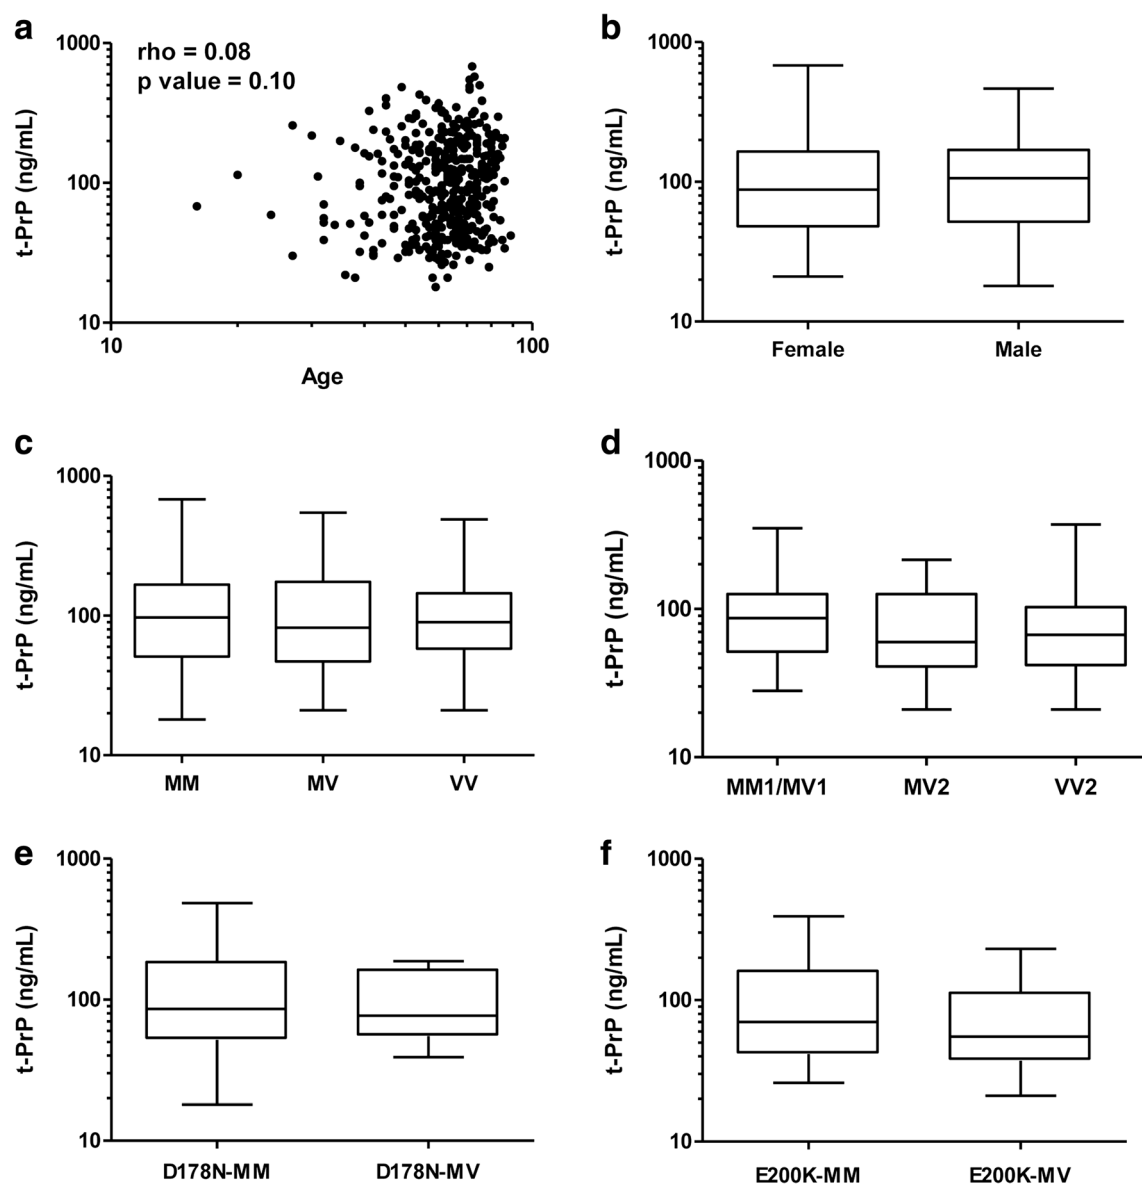 a
rho = 0.08
p value = 0.10
t-PrP (ng/mL)
1000
100
10
10
100
Age
b
t-PrP (ng/mL)
1000
100
10
Female
Male
c
t-PrP (ng/mL)
1000
100
10
MM
MV
VV
d
t-PrP (ng/mL)
1000
100
10
MM1/MV1
MV2
VV2
e
t-PrP (ng/mL)
1000
100
10
D178N-MM
D178N-MV
f
t-PrP (ng/mL)
1000
100
10
E200K-MM
E200K-MV